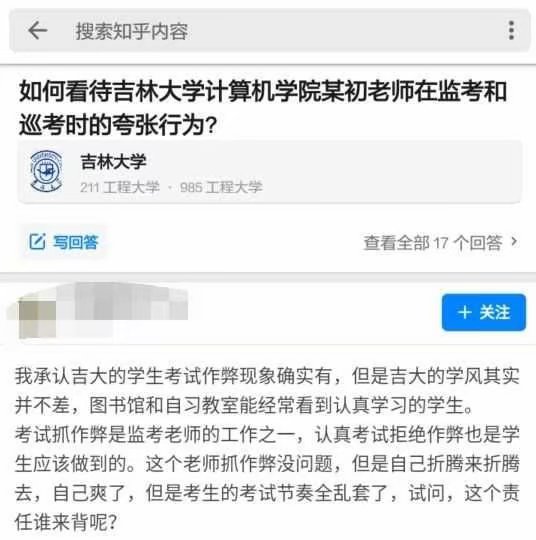 搜索知乎内容
如何看待吉林大学计算机学院某初老师在监考和
巡考时的夸张行为?
吉林大学
211 工程大学 · 985 工程大学
写回答
查看全部 17 个回答
+ 关注
我承认吉大的学生考试作弊现象确实有，但是吉大的学风其实
并不差，图书馆和自习教室能经常看到认真学习的学生。
考试抓作弊是监考老师的工作之一，认真考试拒绝作弊也是学
生应该做到的。这个老师抓作弊没问题，但是自己折腾来折腾
去，自己爽了，但是考生的考试节奏全乱套了，试问，这个责
任谁来背呢?